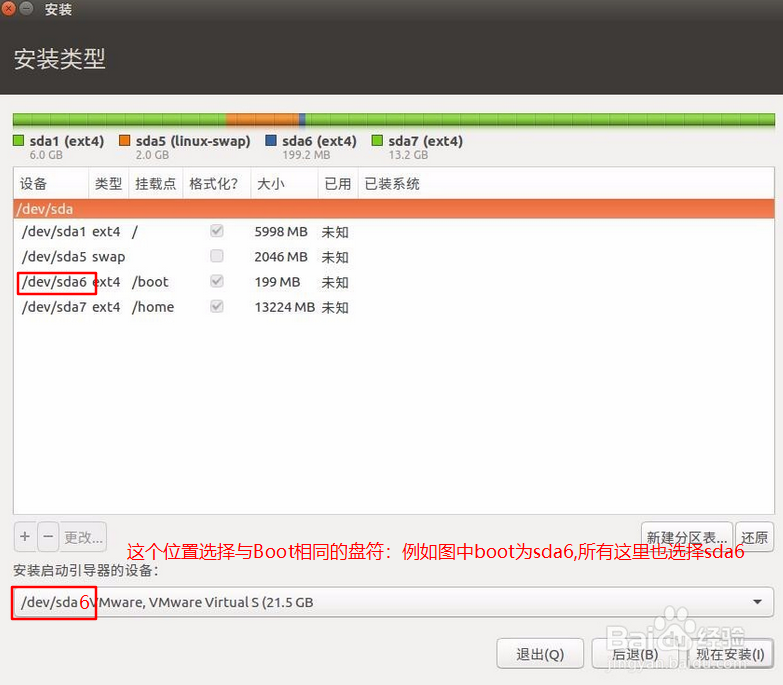 安装
安装类型
sda1 (ext4) sda5 (linux-swap) sda6 (ext4) sda7 (ext4)
6.0 GB 2.0 GB 199.2 MB 13.2 GB
设备 类型 挂载点 格式化? 大小 已用 已装系统
/dev/sda
/dev/sda1 ext4 / 5998 MB 未知
/dev/sda5 swap 2046 MB 未知
/dev/sda6 ext4 /boot 199 MB 未知
/dev/sda7 ext4 /home 13224 MB 未知
+ − 更改... 新建分区表... 还原
这个位置选择与Boot相同的盘符：例如图中boot为sda6,所有这里也选择sda6
安装启动引导器的设备：
/dev/sda6 VMware, VMware Virtual S (21.5 GB
退出(Q) 后退(B) 现在安装(I)
Baidu 经验
jingyan.baidu.com